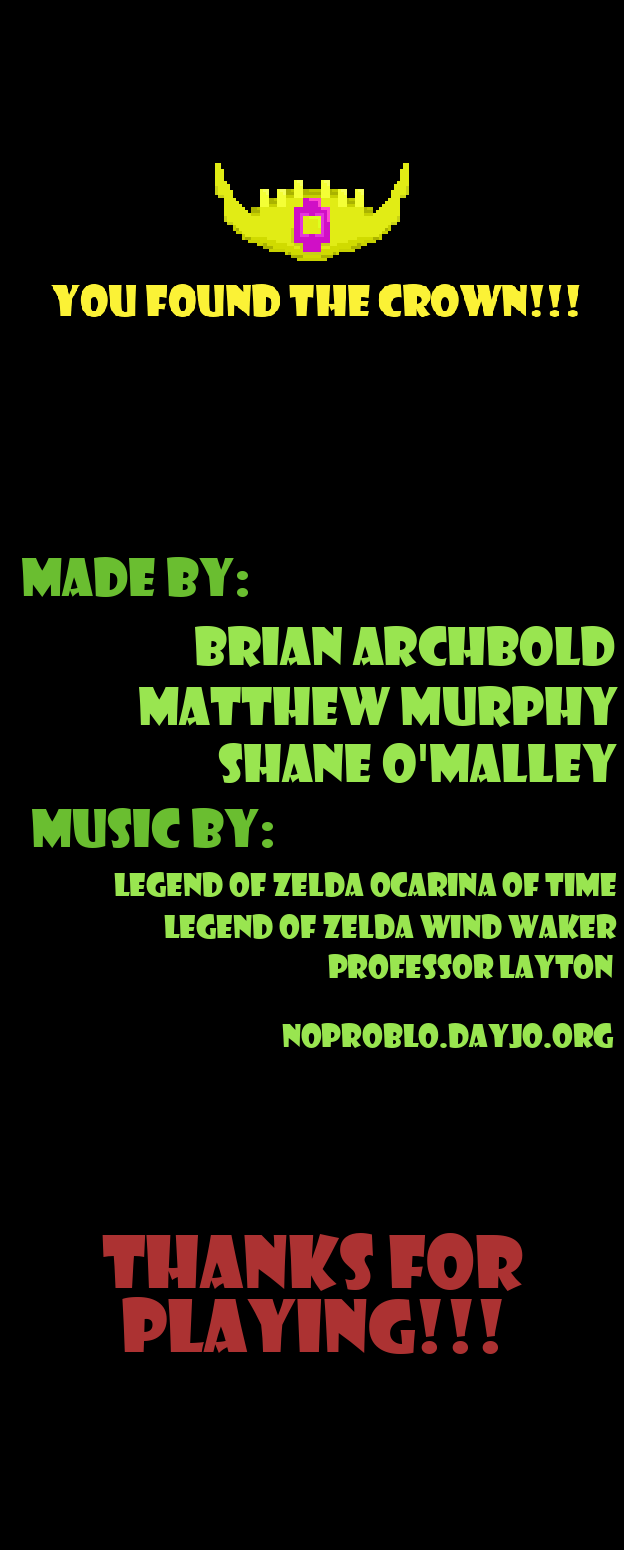 YOU FOUND THE CROWN!!!
MADE BY:
BRIAN ARCHBOLD
MATTHEW MURPHY
SHANE O'MALLEY
MUSIC BY:
LEGEND OF ZELDA OCARINA OF TIME
LEGEND OF ZELDA WIND WAKER
PROFESSOR LAYTON
NOPROBLO.DAYJO.ORG
THANKS FOR
PLAYING!!!